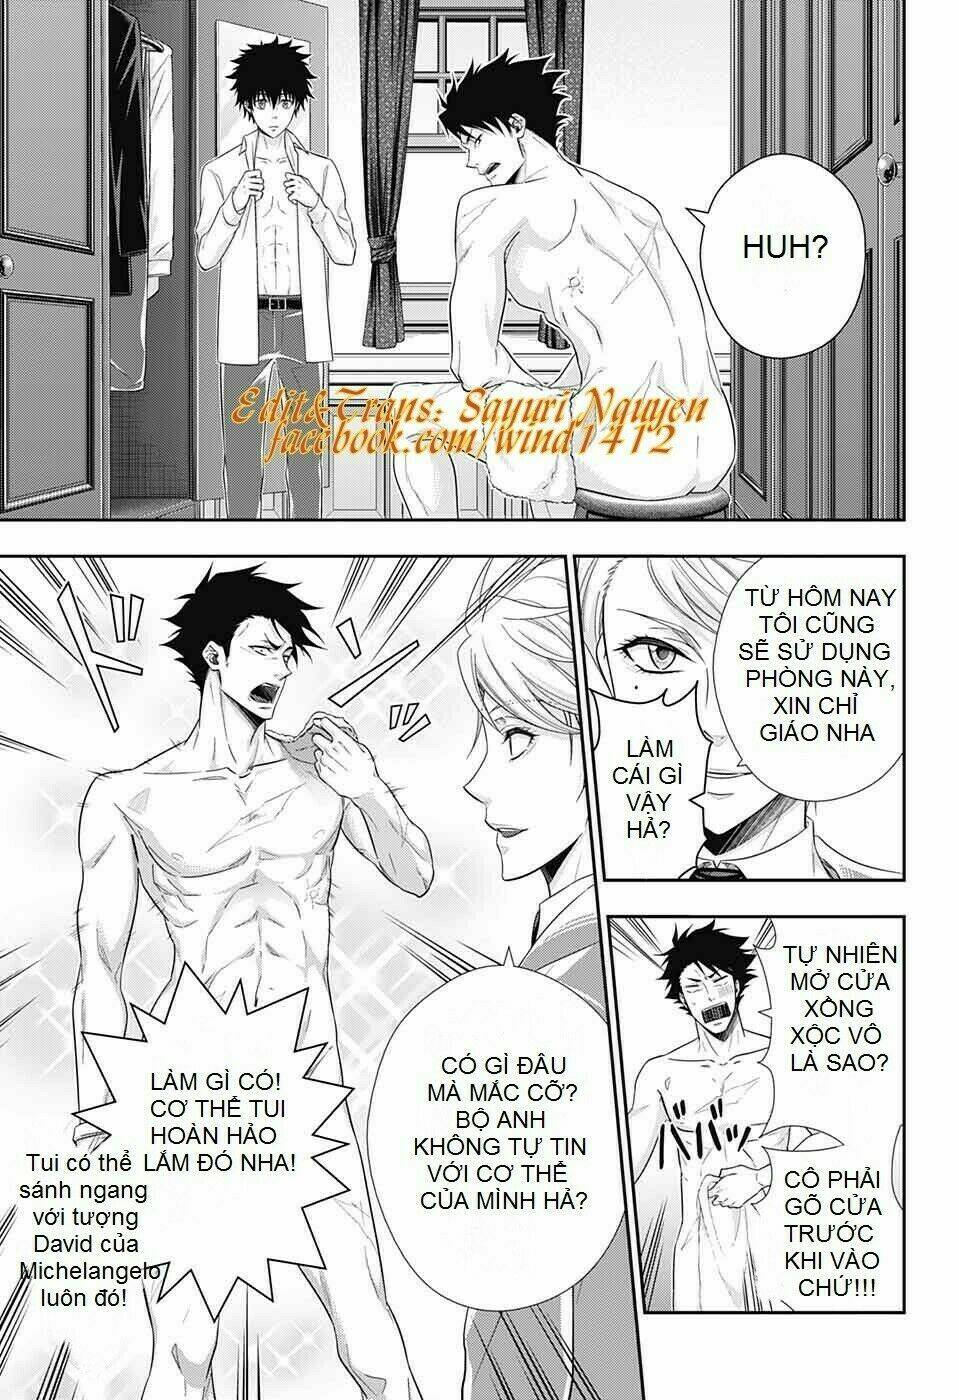 HUH?
Edit&Trans: Sayuri Nguyen
facebook.com/wind1412
TỪ HÔM NAY
TÔI CŨNG
SẼ SỬ DỤNG
PHÒNG NÀY,
XIN CHỈ
GIÁO NHA
LÀM
CÁI GÌ
VẬY
HẢ?
TỰ NHIÊN
MỞ CỬA
XỒNG
XỘC VÔ
LÀ SAO?
CÔ PHẢI
GÕ CỬA
TRƯỚC
KHI VÀO
CHỨ!!!
CÓ GÌ ĐÂU
MÀ MẮC CỠ?
BỘ ANH
KHÔNG TỰ TIN
VỚI CƠ THỂ
CỦA MÌNH HẢ?
LÀM GÌ CÓ!
CƠ THỂ TUI
HOÀN HẢO
LẮM ĐÓ NHA!
Tui có thể
sánh ngang
với tượng
David của
Michelangelo
luôn đó!